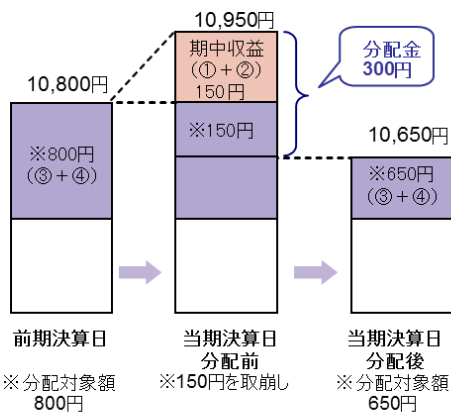 10,950円
期中収益
(①+②)
150円
分配金
300円
10,800円
※800円
(③+④)
※150円
10,650円
※650円
(③+④)
前期決算日
当期決算日
分配前
当期決算日
分配後
※分配対象額
800円
※150円を取崩し
※分配対象額
650円